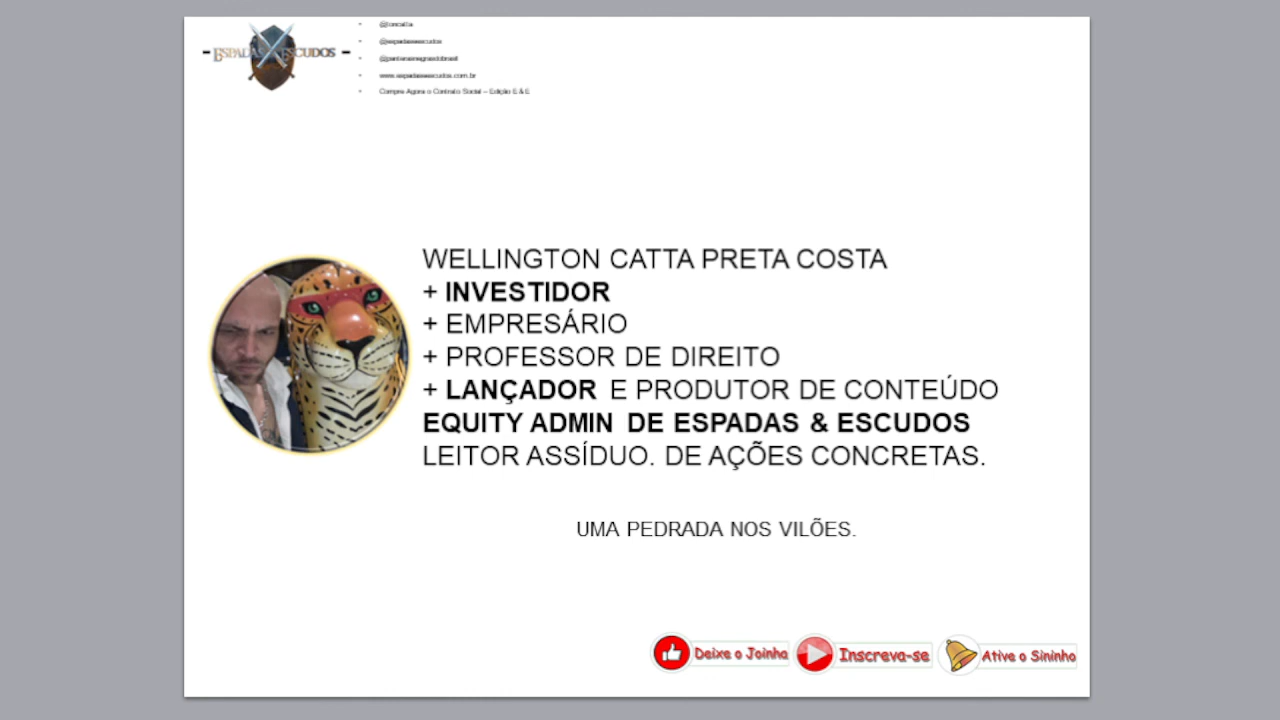 ESPADAS & ESCUDOS
www.espadaseescudos.com.br
Compre Agora o Contrato Social – Edição E & E
WELLINGTON CATTA PRETA COSTA
+ INVESTIDOR
+ EMPRESÁRIO
+ PROFESSOR DE DIREITO
+ LANÇADOR E PRODUTOR DE CONTEÚDO
EQUITY ADMIN DE ESPADAS & ESCUDOS
LEITOR ASSÍDUO. DE AÇÕES CONCRETAS.
UMA PEDRADA NOS VILÕES.
Deixe o Joinha
Inscreva-se
Ative o Sininho